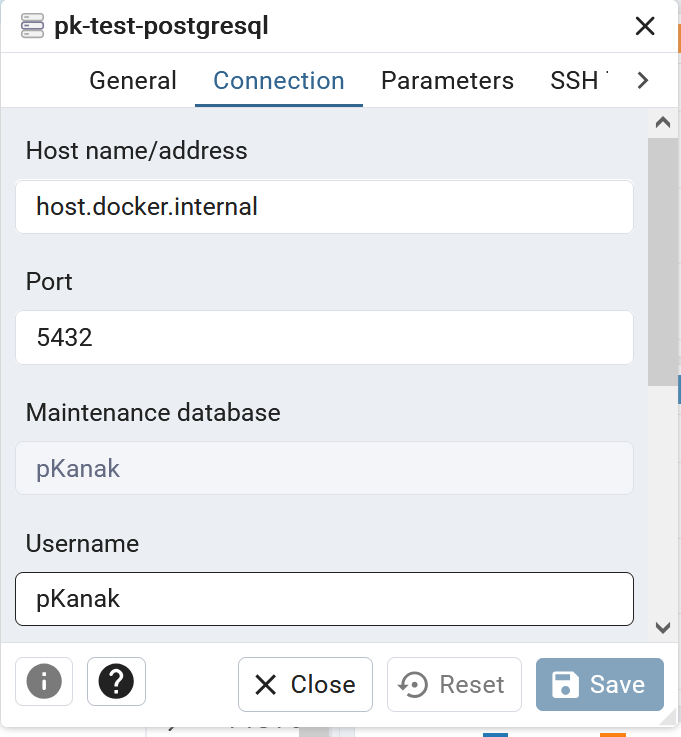 pk-test-postgresql
General Connection Parameters SSH
Host name/address
host.docker.internal
Port
5432
Maintenance database
pKanak
Username
pKanak
Close Reset Save